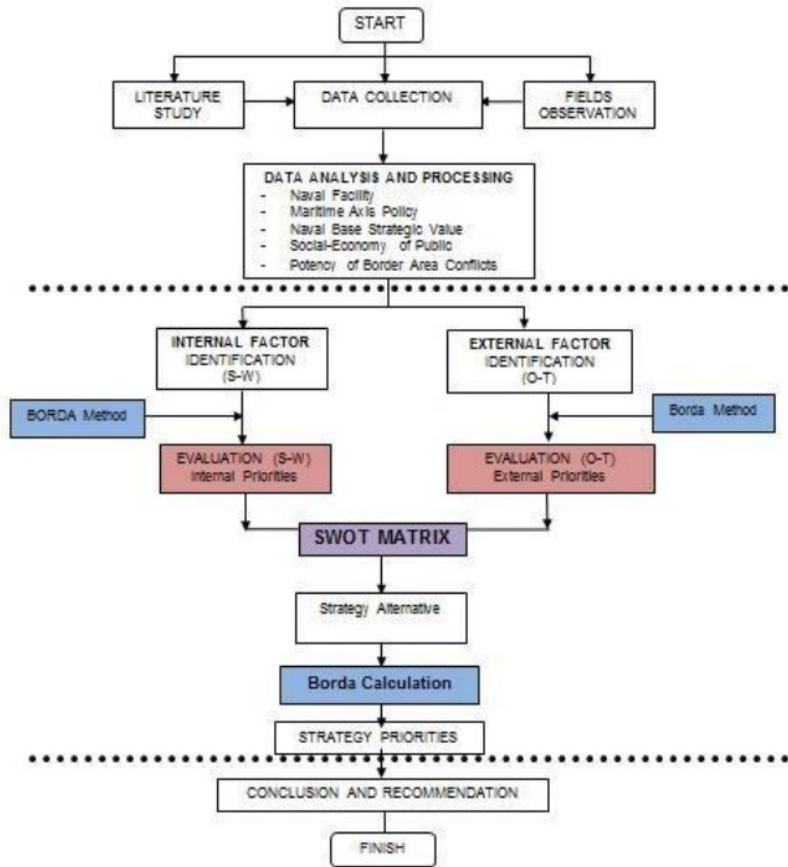 START
LITERATURE
STUDY
DATA COLLECTION
FIELDS
OBSERVATION
DATA ANALYSIS AND PROCESSING
- Naval Facility
- Maritime Axis Policy
- Naval Base Strategic Value
- Social-Economy of Public
- Potency of Border Area Conflicts
INTERNAL FACTOR
IDENTIFICATION
(S-W)
EXTERNAL FACTOR
IDENTIFICATION
(O-T)
BORDA Method
Borda Method
EVALUATION (S-W)
Internal Priorities
EVALUATION (O-T)
External Priorities
SWOT MATRIX
Strategy Alternative
Borda Calculation
STRATEGY PRIORITIES
CONCLUSION AND RECOMMENDATION
FINISH